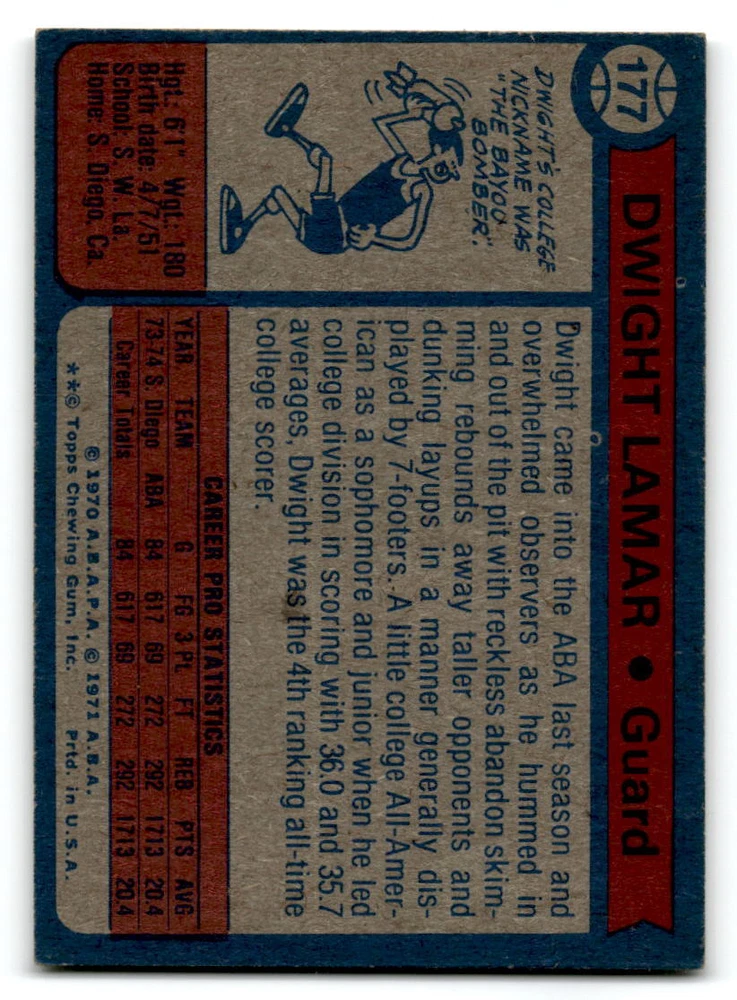 177
DWIGHT LAMAR • Guard
DWIGHT'S COLLEGE
NICKNAME WAS
"THE BAYOU
BOMBER".
Hgt.: 6'1" Wgt.: 180
Birth date: 4/7/51
School: S. W. La.
Home: S. Diego, Ca.
Dwight came into the ABA last season and
overwhelmed observers as he hummed in
and out of the pit with reckless abandon skim-
ming rebounds away taller opponents and
dunking layups in a manner generally dis-
played by 7-footers. A little college All-Amer-
ican as a sophomore and junior when he led
college division in scoring with 36.0 and 35.7
averages, Dwight was the 4th ranking all-time
college scorer.
CAREER PRO STATISTICS
YEAR TEAM G FG 3 PL FT REB PTS AVG
73-74 S. Diego ABA 84 617 69 272 292 1713 20.4
Career Totals 84 617 69 272 292 1713 20.4
© 1970 A.B.A.P.A. © 1971 A.B.A.
**© Topps Chewing Gum, Inc. Prtd. in U.S.A.